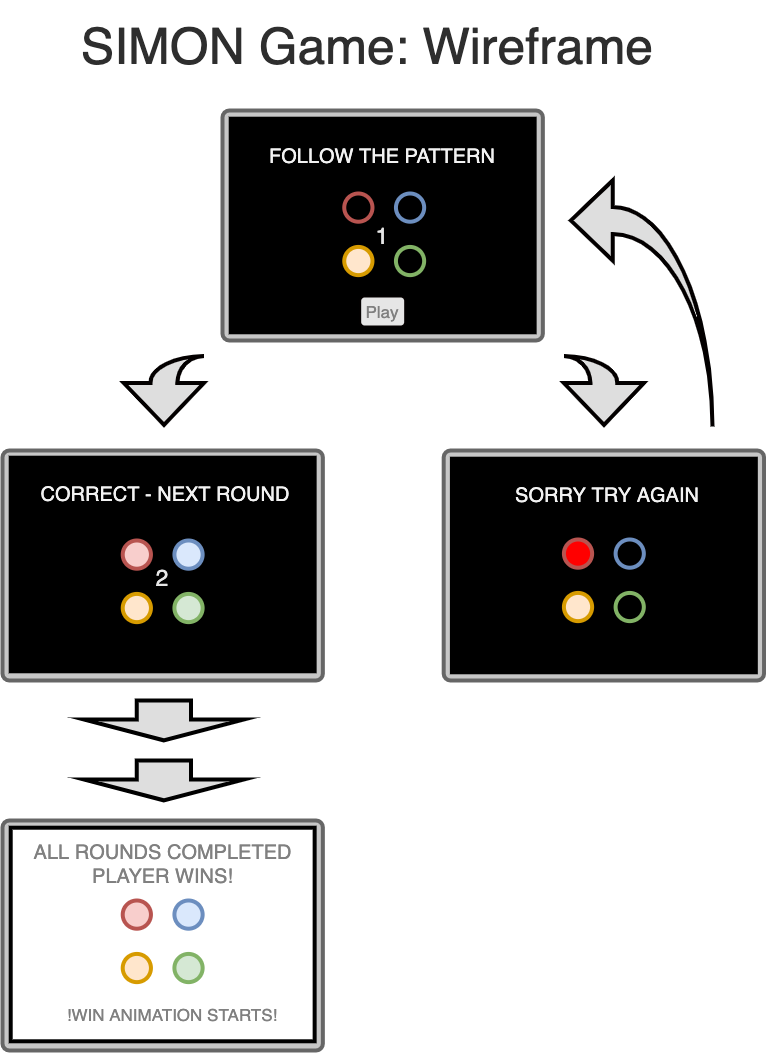 SIMON Game: Wireframe
FOLLOW THE PATTERN
1
Play
CORRECT - NEXT ROUND
2
SORRY TRY AGAIN
ALL ROUNDS COMPLETED
PLAYER WINS!
!WIN ANIMATION STARTS!